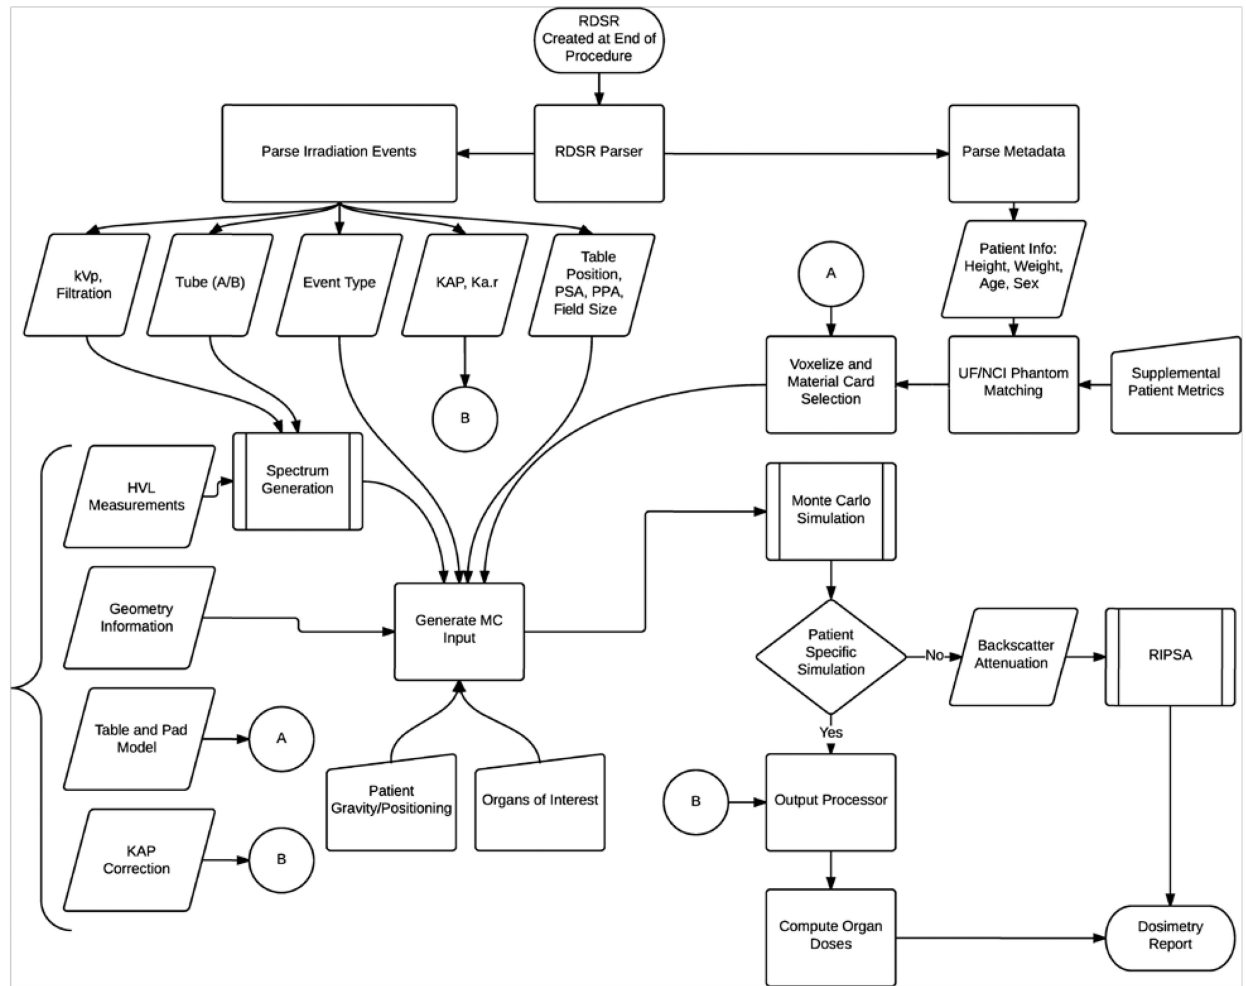 RDSR
Created at End of
Procedure
Parse Irradiation Events
RDSR Parser
Parse Metadata
kVp,
Filtration
Tube (A/B)
Event Type
KAP, Ka.r
Table
Position,
PSA, PPA,
Field Size
Patient Info:
Height, Weight,
Age, Sex
A
B
Voxelize and
Material Card
Selection
UF/NCI Phantom
Matching
Supplemental
Patient Metrics
HVL
Measurements
Spectrum
Generation
Monte Carlo
Simulation
Geometry
Information
Generate MC
Input
Patient
Specific
Simulation
No
Backscatter
Attenuation
RIPSA
Yes
Table and Pad
Model
A
Patient
Gravity/Positioning
Organs of Interest
B
Output Processor
KAP
Correction
B
Compute Organ
Doses
Dosimetry
Report